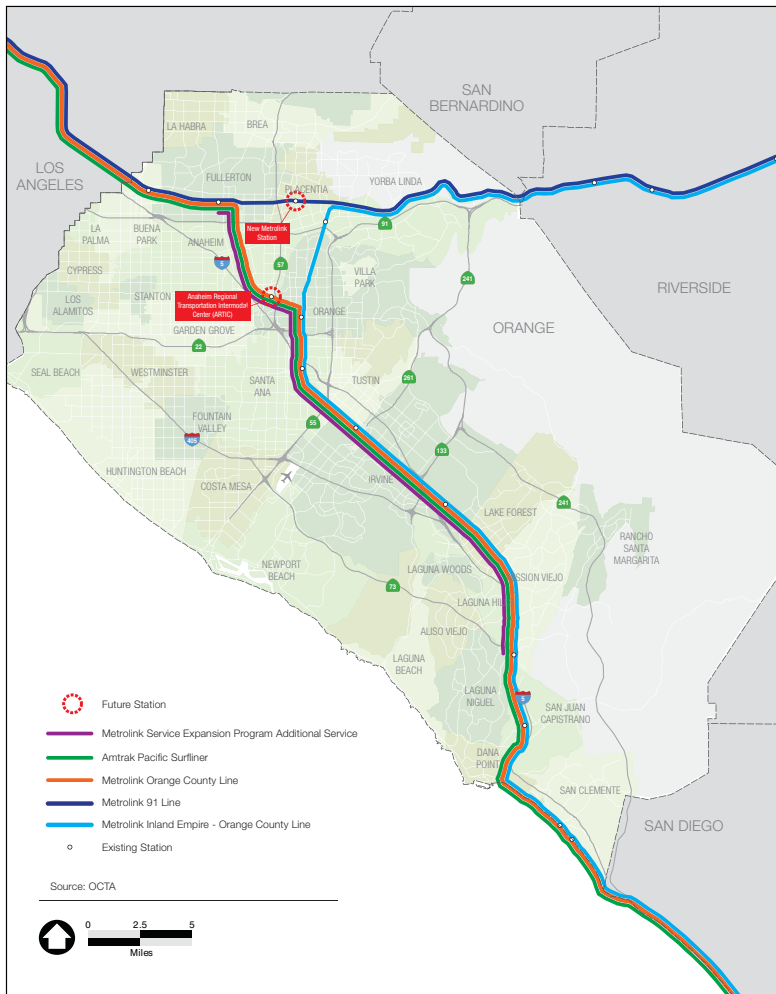 SAN
BERNARDINO
LA HABRA
BREA
LOS
ANGELES
FULLERTON
PLACENTIA
YORBA LINDA
New Metrolink
Station
91
LA
PALMA
BUENA
PARK
ANAHEIM
5
57
VILLA
PARK
241
CYPRESS
RIVERSIDE
Anaheim Regional
Transportation Intermodal
Center (ARTIC)
LOS
ALAMITOS
STANTON
ORANGE
ORANGE
GARDEN GROVE
22
SEAL BEACH
WESTMINSTER
SANTA
ANA
TUSTIN
261
FOUNTAIN
VALLEY
55
405
133
HUNTINGTON BEACH
COSTA MESA
IRVINE
LAKE FOREST
241
RANCHO
SANTA
MARGARITA
NEWPORT
BEACH
LAGUNA WOODS
SSION VIEJO
73
LAGUNA HIL
ALISO VIEJO
LAGUNA
BEACH
LAGUNA
NIGUEL
5
SAN JUAN
CAPISTRANO
DANA
POINT
SAN CLEMENTE
SAN DIEGO
Future Station
Metrolink Service Expansion Program Additional Service
Amtrak Pacific Surfliner
Metrolink Orange County Line
Metrolink 91 Line
Metrolink Inland Empire - Orange County Line
Existing Station
Source: OCTA
0 2.5 5
Miles